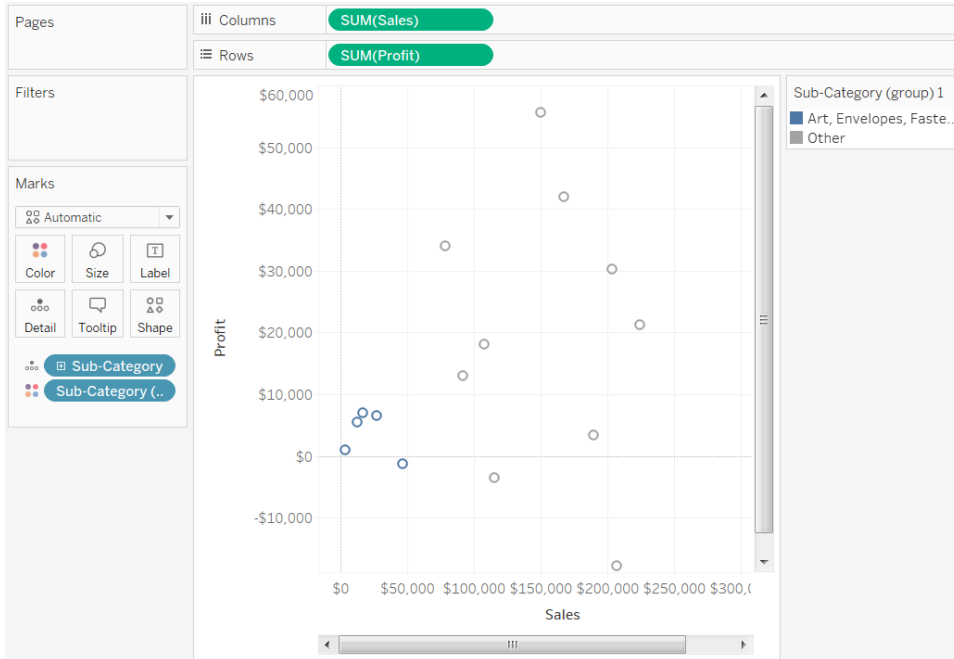 Pages
Columns
SUM(Sales)
Rows
SUM(Profit)
Filters
Marks
Automatic
Color
Size
Label
Detail
Tooltip
Shape
Sub-Category
Sub-Category (..
$60,000
$50,000
$40,000
$30,000
$20,000
$10,000
$0
-$10,000
Profit
$0 $50,000 $100,000 $150,000 $200,000 $250,000 $300,(
Sales
Sub-Category (group) 1
Art, Envelopes, Faste..
Other